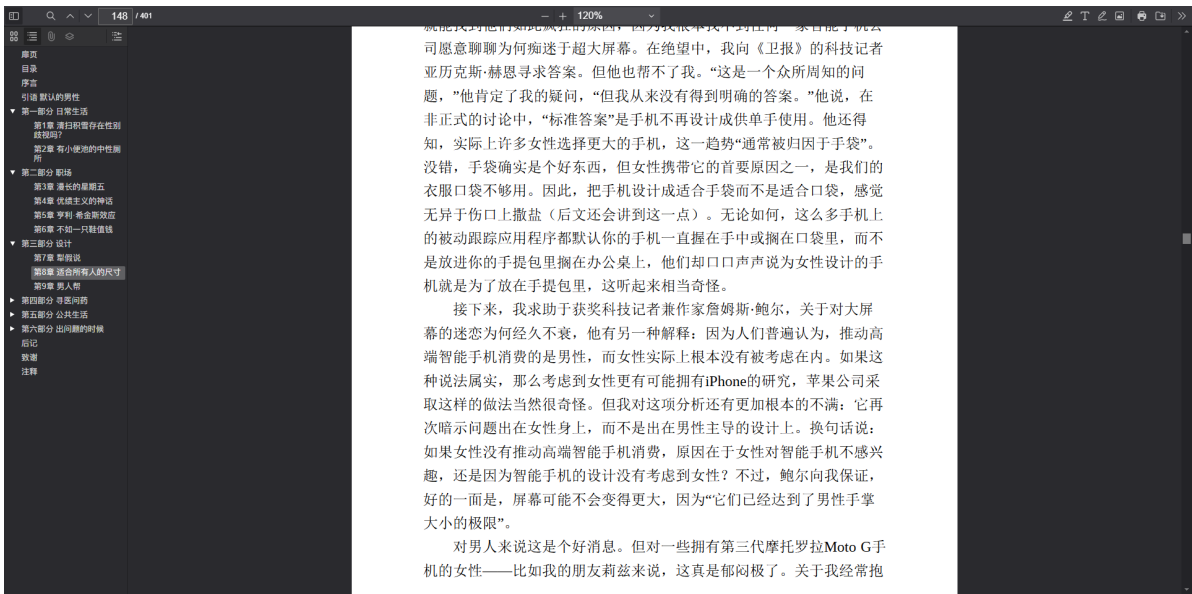 148 / 401
120%
扉页
目录
序言
引语 默认的男性
第一部分 日常生活
第1章 清扫积雪存在性别
歧视吗?
第2章 有小便池的中性厕
所
第二部分 职场
第3章 漫长的星期五
第4章 优绩主义的神话
第5章 亨利·希金斯效应
第6章 不如一只鞋值钱
第三部分 设计
第7章 犁假说
第8章 适合所有人的尺寸
第9章 男人帮
第四部分 寻医问药
第五部分 公共生活
第六部分 出问题的时候
后记
致谢
注释
就能找到他们如此疯狂的原因，因为我根本找不到任何一家智能手机公
司愿意聊聊为何痴迷于超大屏幕。在绝望中，我向《卫报》的科技记者
亚历克斯·赫恩寻求答案。但他也帮不了我。“这是一个众所周知的问
题，”他肯定了我的疑问，“但我从来没有得到明确的答案。”他说，在
非正式的讨论中，“标准答案”是手机不再设计成供单手使用。他还得
知，实际上许多女性选择更大的手机，这一趋势“通常被归因于手袋”。
没错，手袋确实是个好东西，但女性携带它的首要原因之一，是我们的
衣服口袋不够用。因此，把手机设计成适合手袋而不是适合口袋，感觉
无异于伤口上撒盐（后文还会讲到这一点）。无论如何，这么多手机上
的被动跟踪应用程序都默认你的手机一直握在手中或搁在口袋里，而不
是放进你的手提包里搁在办公桌上，他们却口口声声说为女性设计的手
机就是为了放在手提包里，这听起来相当奇怪。
接下来，我求助于获奖科技记者兼作家詹姆斯·鲍尔，关于对大屏
幕的迷恋为何经久不衰，他有另一种解释：因为人们普遍认为，推动高
端智能手机消费的是男性，而女性实际上根本没有被考虑在内。如果这
种说法属实，那么考虑到女性更有可能拥有iPhone的研究，苹果公司采
取这样的做法当然很奇怪。但我对这项分析还有更加根本的不满：它再
次暗示问题出在女性身上，而不是出在男性主导的设计上。换句话说：
如果女性没有推动高端智能手机消费，原因在于女性对智能手机不感兴
趣，还是因为智能手机的设计没有考虑到女性？不过，鲍尔向我保证，
好的一面是，屏幕可能不会变得更大，因为“它们已经达到了男性手掌
大小的极限”。
对男人来说这是个好消息。但对一些拥有第三代摩托罗拉Moto G手
机的女性——比如我的朋友莉兹来说，这真是郁闷极了。关于我经常抱